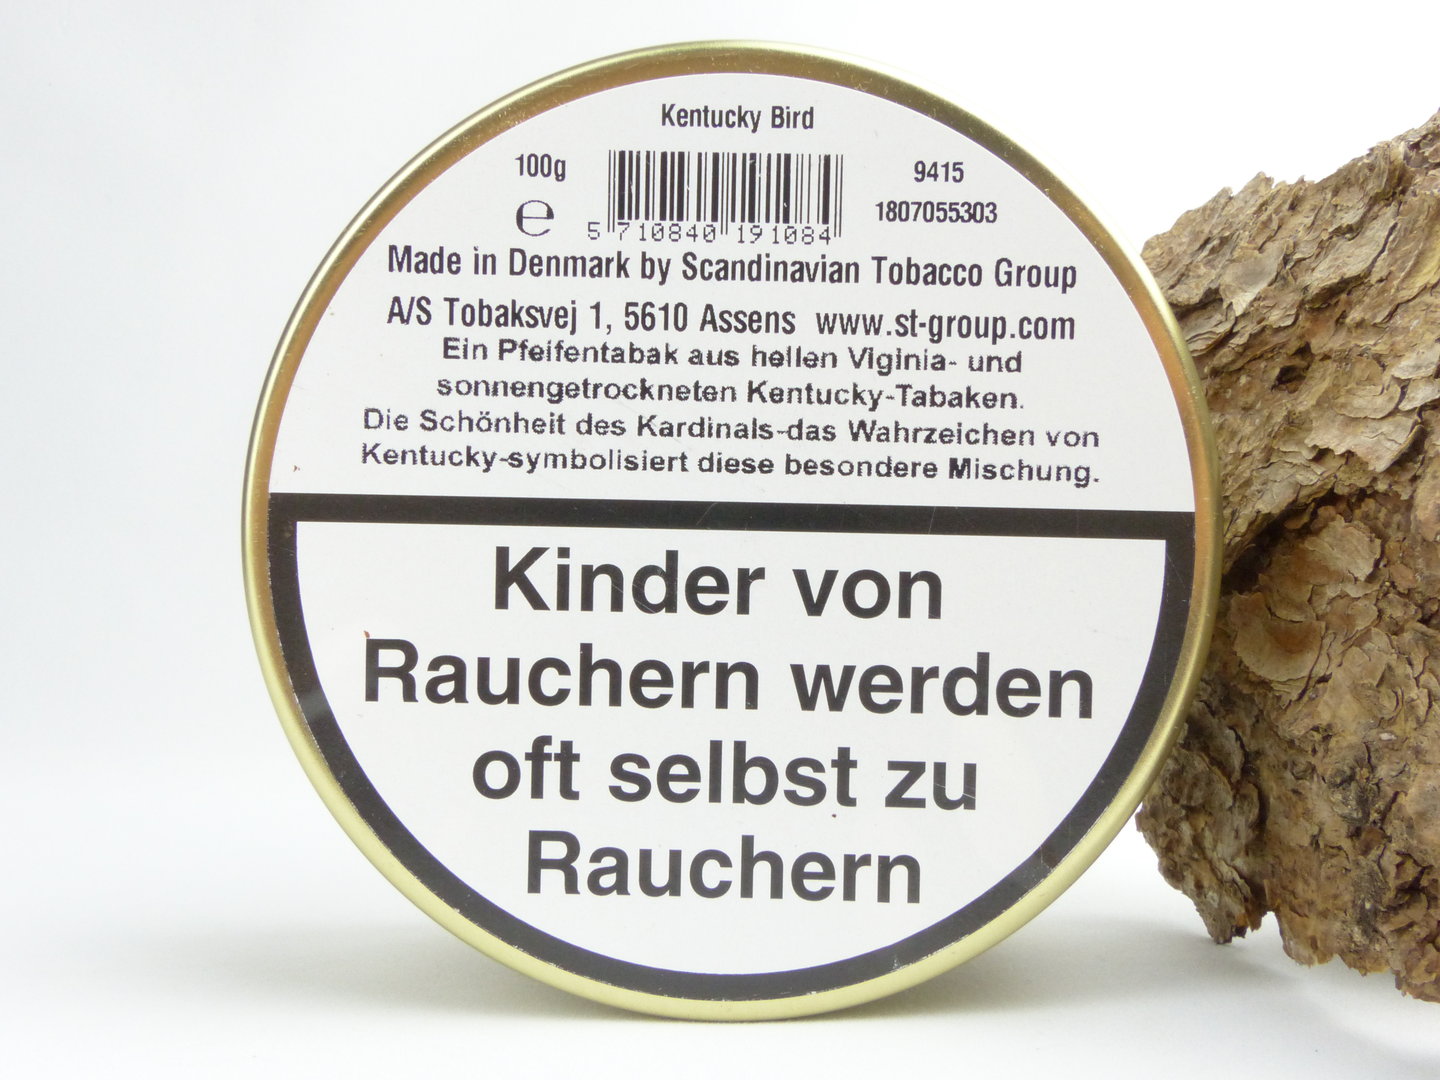 Kentucky Bird
100g
9415
℮
1807055303
5 710840 191084
Made in Denmark by Scandinavian Tobacco Group
A/S Tobaksvej 1, 5610 Assens www.st-group.com
Ein Pfeifentabak aus hellen Viginia- und
sonnengetrockneten Kentucky-Tabaken.
Die Schönheit des Kardinals-das Wahrzeichen von
Kentucky-symbolisiert diese besondere Mischung.
Kinder von
Rauchern werden
oft selbst zu
Rauchern